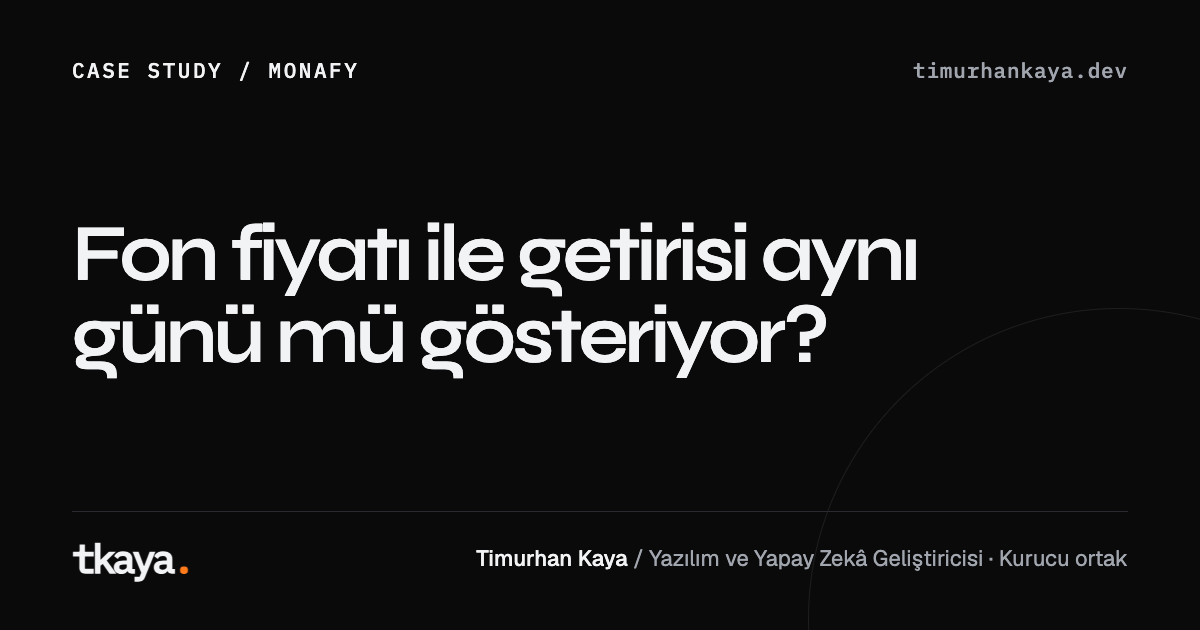 CASE STUDY / MONAFY
timurhankaya.dev
Fon fiyatı ile getirisi aynı
günü mü gösteriyor?
tkaya.
Timurhan Kaya / Yazılım ve Yapay Zekâ Geliştiricisi · Kurucu ortak